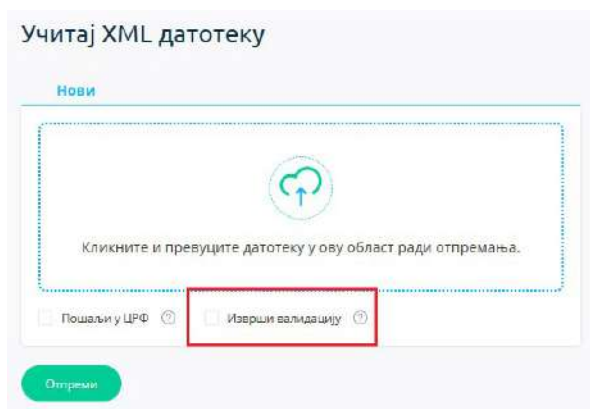 Учитај XML датотеку
Нови
Кликните и превуците датотеку у ову област ради отпремања.
Пошаљи у ЦРФ ? Изврши валидацију ?
Отпреми